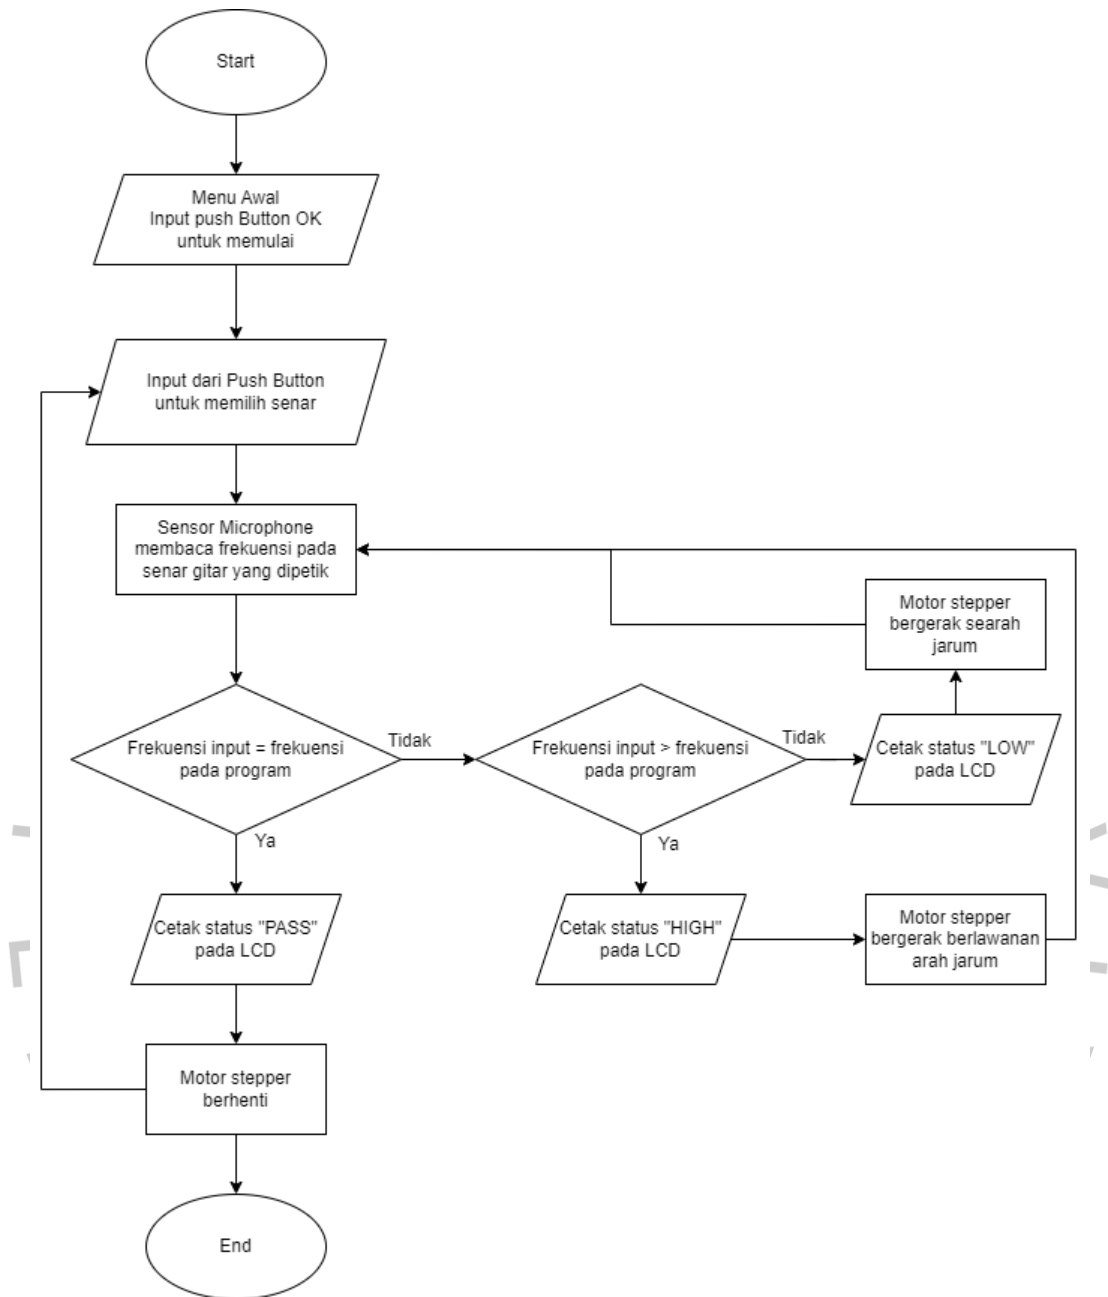 Start
Menu Awal
Input push Button OK
untuk memulai
Input dari Push Button
untuk memilih senar
Sensor Microphone
membaca frekuensi pada
senar gitar yang dipetik
Motor stepper
bergerak searah
jarum
Frekuensi input = frekuensi
pada program
Tidak
Frekuensi input > frekuensi
pada program
Tidak
Cetak status "LOW"
pada LCD
Ya
Ya
Cetak status "PASS"
pada LCD
Cetak status "HIGH"
pada LCD
Motor stepper
bergerak berlawanan
arah jarum
Motor stepper
berhenti
End